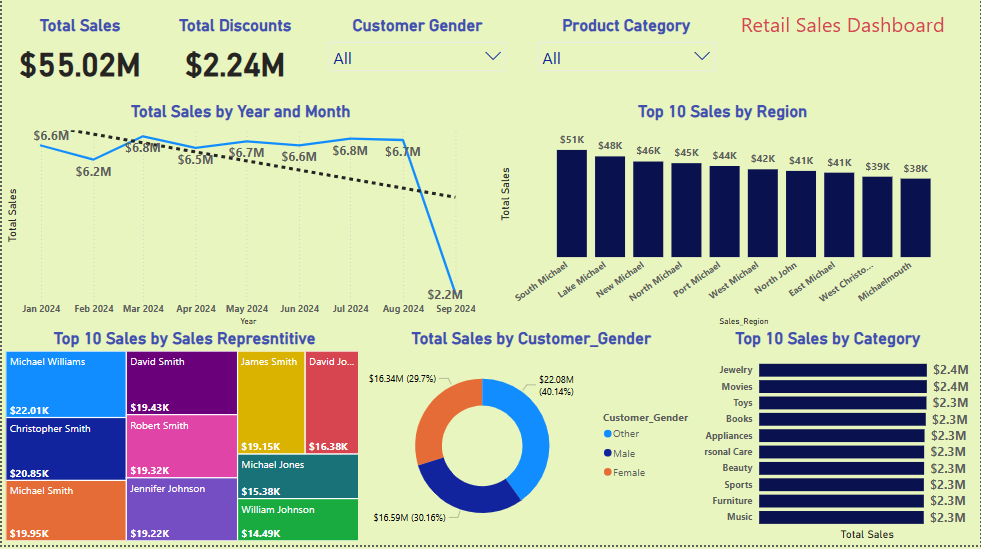 Total Sales
Total Discounts
Customer Gender
Product Category
Retail Sales Dashboard
$55.02M
$2.24M
All
All
Total Sales by Year and Month
Top 10 Sales by Region
Total Sales
$6.6M
$6.2M
$6.8M
$6.5M
$6.7M
$6.6M
$6.8M
$6.7M
$2.2M
Jan 2024
Feb 2024
Mar 2024
Apr 2024
May 2024
Jun 2024
Jul 2024
Aug 2024
Sep 2024
Year
Total Sales
$51K
$48K
$46K
$45K
$44K
$42K
$41K
$41K
$39K
$38K
South Michael
Lake Michael
New Michael
North Michael
Port Michael
West Michael
North John
East Michael
West Christo...
Michaelmouth
Sales_Region
Top 10 Sales by Sales Represntitive
Michael Williams
$22.01K
Christopher Smith
$20.85K
Michael Smith
$19.95K
David Smith
$19.43K
Robert Smith
$19.32K
Jennifer Johnson
$19.22K
James Smith
$19.15K
David Jo...
$16.38K
Michael Jones
$15.38K
William Johnson
$14.49K
Total Sales by Customer_Gender
$16.34M (29.7%)
$22.08M
(40.14%)
$16.59M (30.16%)
Customer_Gender
Other
Male
Female
Top 10 Sales by Category
Jewelry
$2.4M
Movies
$2.4M
Toys
$2.3M
Books
$2.3M
Appliances
$2.3M
rsonal Care
$2.3M
Beauty
$2.3M
Sports
$2.3M
Furniture
$2.3M
Music
$2.3M
Total Sales